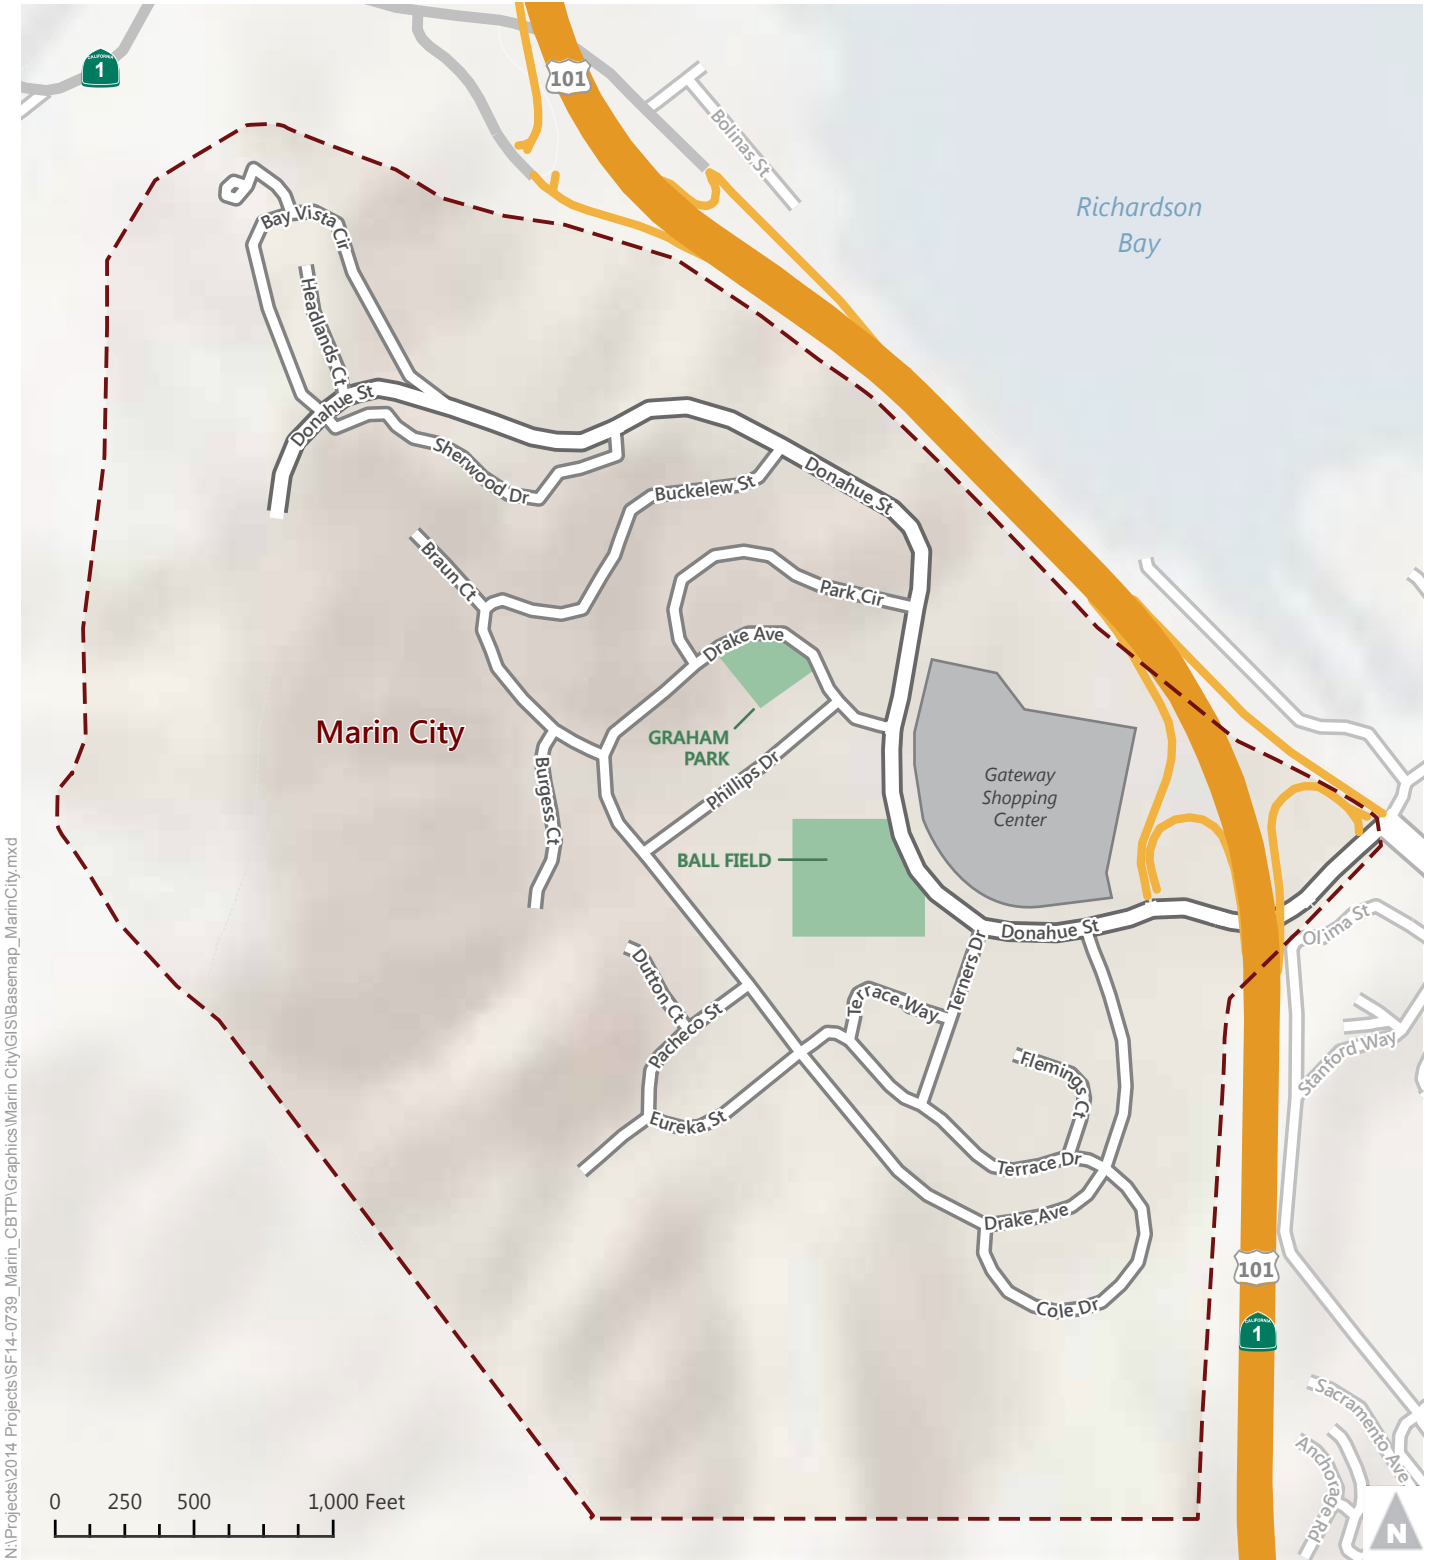 CALIFORNIA
1
101
Bolinas St
Richardson
Bay
Bay Vista Cir
Headlands Ct
Donahue St
Sherwood Dr
Buckelew St
Donahue St
Braun Ct
Park Cir
Drake Ave
Marin City
GRAHAM
PARK
Phillips Dr
Burgess Ct
Gateway
Shopping
Center
BALL FIELD
Donahue St
Olima St
Terners Dr
Dutton Ct
Terrace Way
Pacheco St
Flemings Ct
Stanford Way
Eureka St
Terrace Dr
Drake Ave
Cole Dr
101
CALIFORNIA
1
Sacramento Ave
Anchorage Rd
0 250 500 1,000 Feet
N
N:\Projects\2014 Projects\SF14-0739_Marin_CBTP\Graphics\Marin City\GIS\Basemap_MarinCity.mxd